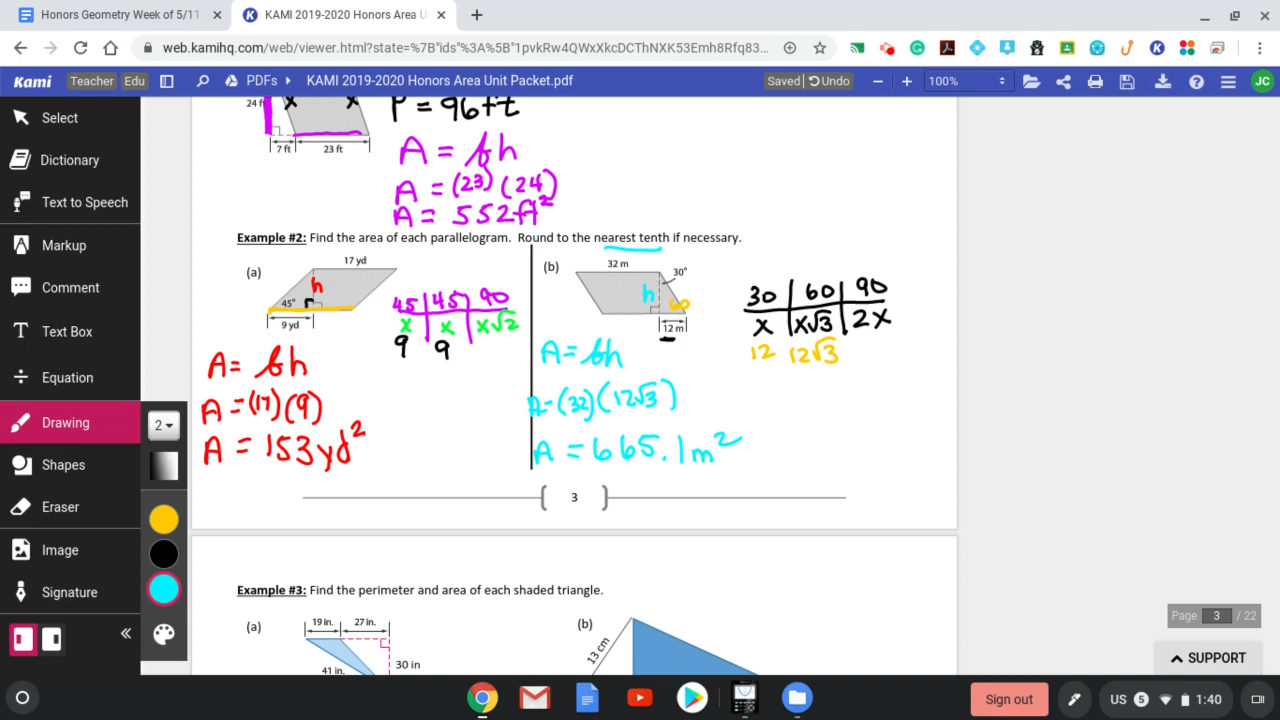 Honors Geometry Week of 5/11
KAMI 2019-2020 Honors Area U
web.kamihq.com/web/viewer.html?state=%7B"ids"%3A%5B"1pvkRw4QWxXkcDCThNXK53Emh8Rfq83...
Kami Teacher Edu PDFs KAMI 2019-2020 Honors Area Unit Packet.pdf Saved Undo 100% JC
Select
Dictionary
Text to Speech
Markup
Comment
Text Box
Equation
Drawing
Shapes
Eraser
Image
Signature
2
24 ft x x P = 96ft
7 ft 23 ft
A = bh
A = (23)(24)
A = 552ft²
Example #2: Find the area of each parallelogram. Round to the nearest tenth if necessary.
(a) 17 yd
h
45°
9 yd
45 45 90
x x x√2
9 9
A = bh
A = (17)(9)
A = 153yd²
(b) 32 m
30°
h 60
12 m
30 60 90
x x√3 2x
12 12√3
A = bh
A = (32)(12√3)
A = 665.1m²
3
Example #3: Find the perimeter and area of each shaded triangle.
(a) 19 in. 27 in.
41 in. 30 in
(b) 13 cm
Page 3 / 22
SUPPORT
Sign out US 5 1:40